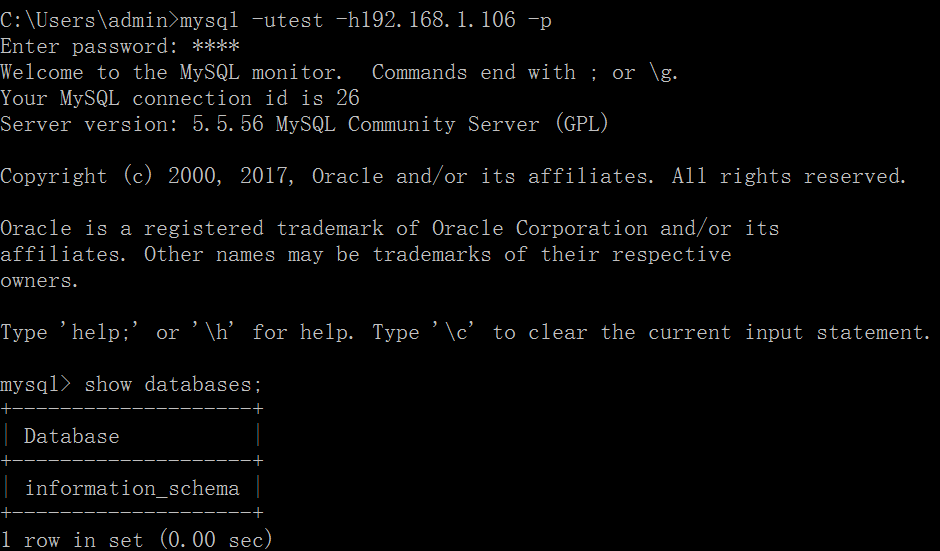 C:\Users\admin>mysql -utest -h192.168.1.106 -p
Enter password: ****
Welcome to the MySQL monitor.  Commands end with ; or \g.
Your MySQL connection id is 26
Server version: 5.5.56 MySQL Community Server (GPL)

Copyright (c) 2000, 2017, Oracle and/or its affiliates. All rights reserved.

Oracle is a registered trademark of Oracle Corporation and/or its
affiliates. Other names may be trademarks of their respective
owners.

Type 'help;' or '\h' for help. Type '\c' to clear the current input statement.

mysql> show databases;
+--------------------+
| Database           |
+--------------------+
| information_schema |
+--------------------+
1 row in set (0.00 sec)